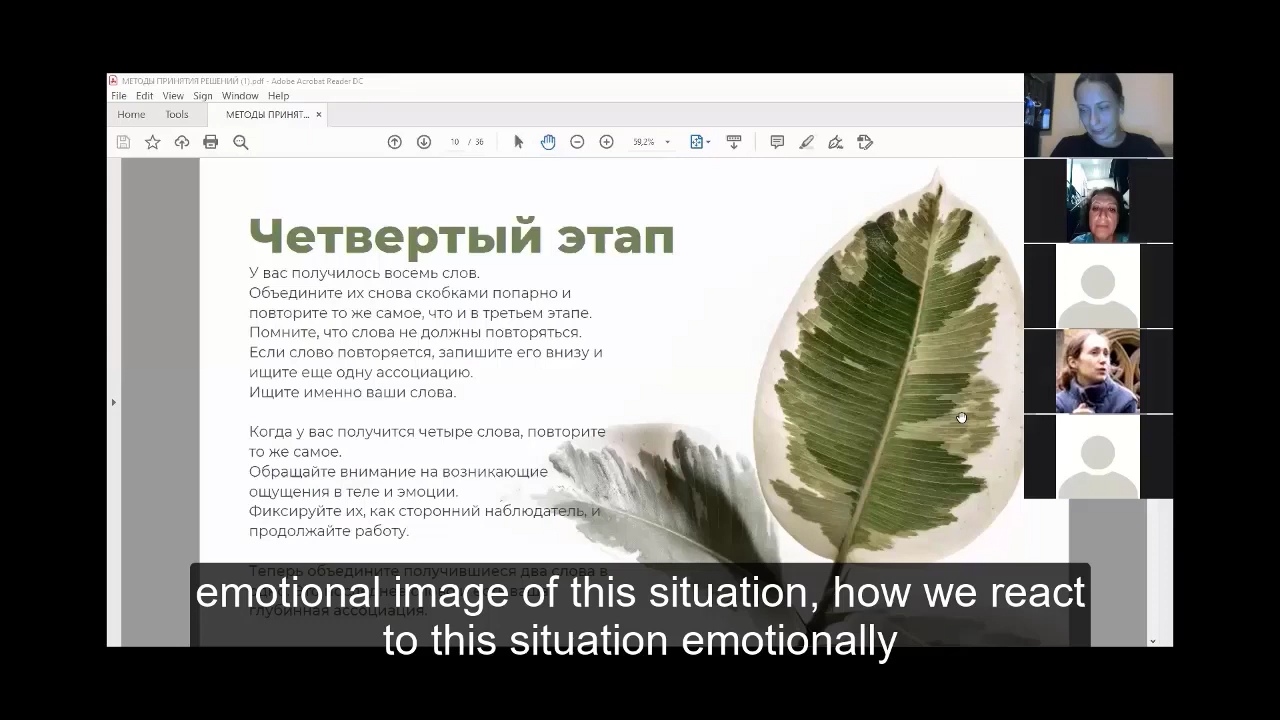 МЕТОДЫ ПРИНЯТИЯ РЕШЕНИЙ (1).pdf - Adobe Acrobat Reader DC
File Edit View Sign Window Help
Home Tools МЕТОДЫ ПРИНЯТ... ×
10 / 36 59,2%
Четвертый этап
У вас получилось восемь слов.
Объедините их снова скобками попарно и
повторите то же самое, что и в третьем этапе.
Помните, что слова не должны повторяться.
Если слово повторяется, запишите его внизу и
ищите еще одну ассоциацию.
Ищите именно ваши слова.
Когда у вас получится четыре слова, повторите
то же самое.
Обращайте внимание на возникающие
ощущения в теле и эмоции.
Фиксируйте их, как сторонний наблюдатель, и
продолжайте работу.
Теперь объедините получившиеся два слова в
глубинная ассоциация.
emotional image of this situation, how we react
to this situation emotionally